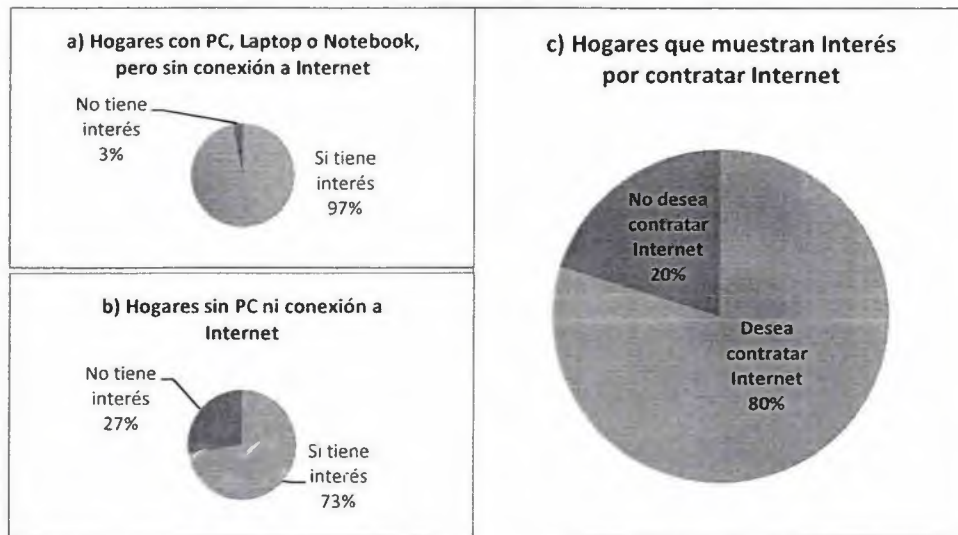 a) Hogares con PC, Laptop o Notebook,
pero sin conexión a Internet
No tiene
interés
3%
Si tiene
interés
97%
b) Hogares sin PC ni conexión a
Internet
No tiene
interés
27%
Si tiene
interés
73%
c) Hogares que muestran Interés
por contratar Internet
No desea
contratar
Internet
20%
Desea
contratar
Internet
80%